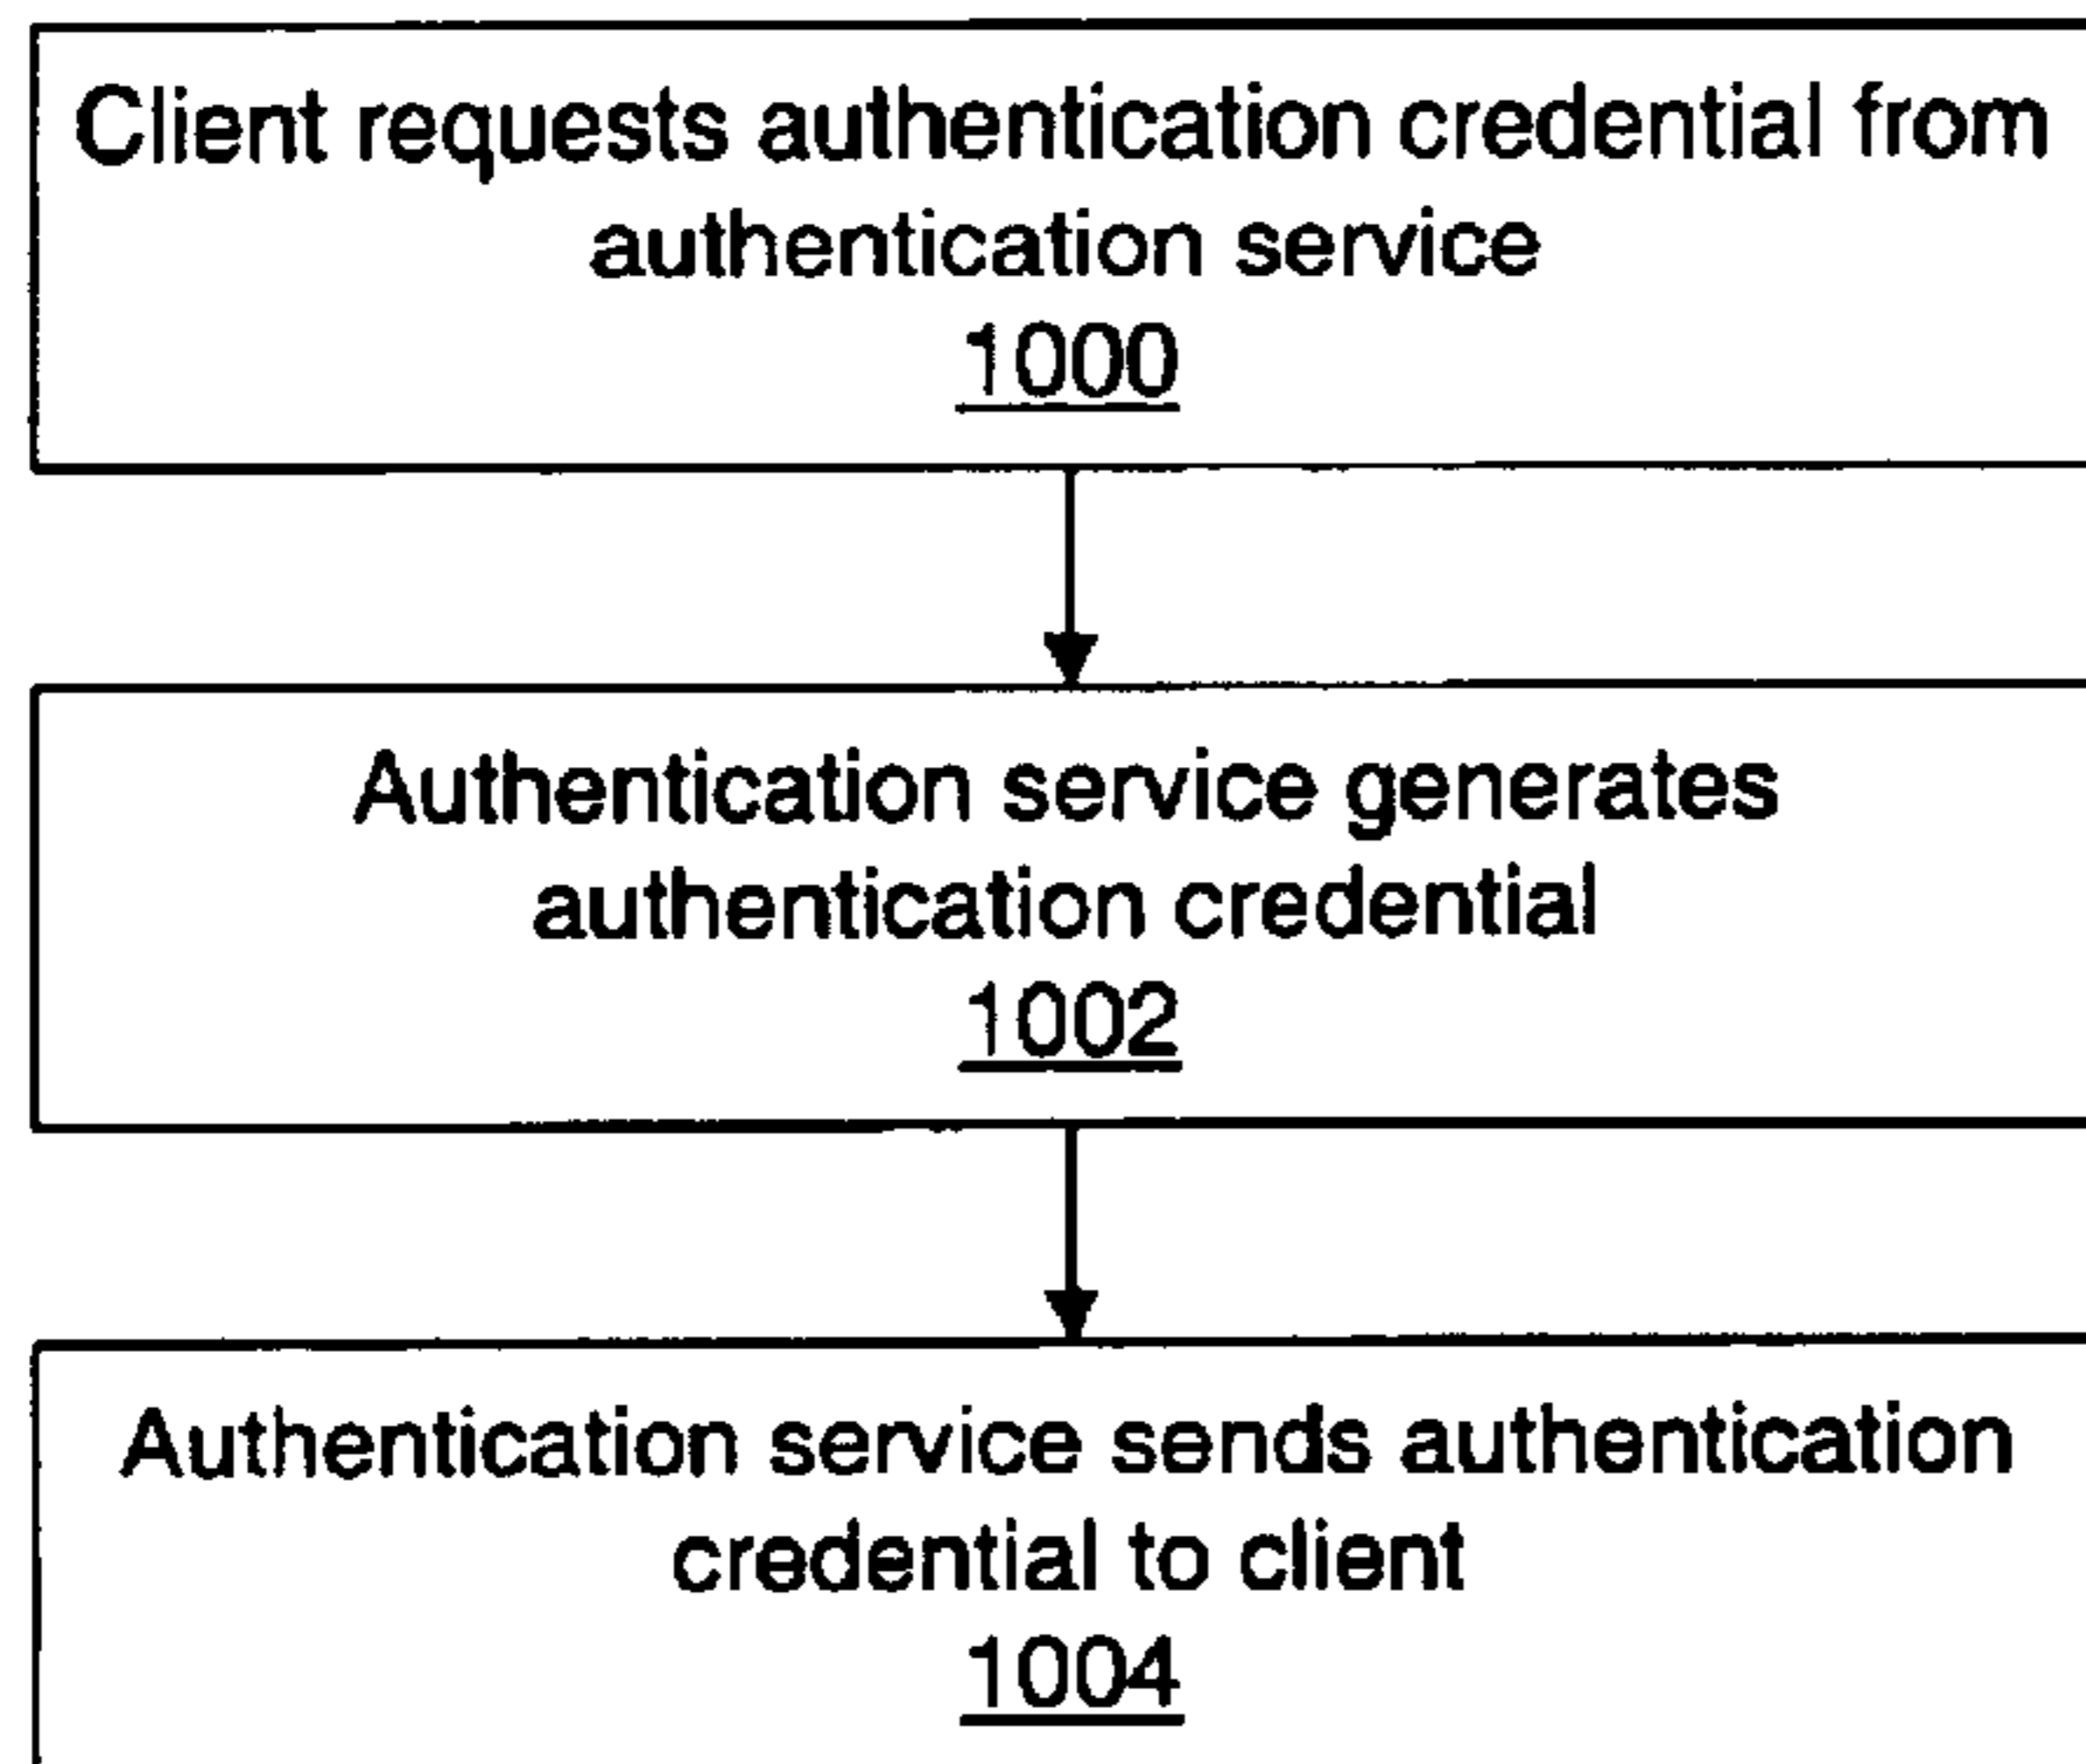 Client requests authentication credential from
authentication service
1000
Authentication service generates
authentication credential
1002
Authentication service sends authentication
credential to client
1004